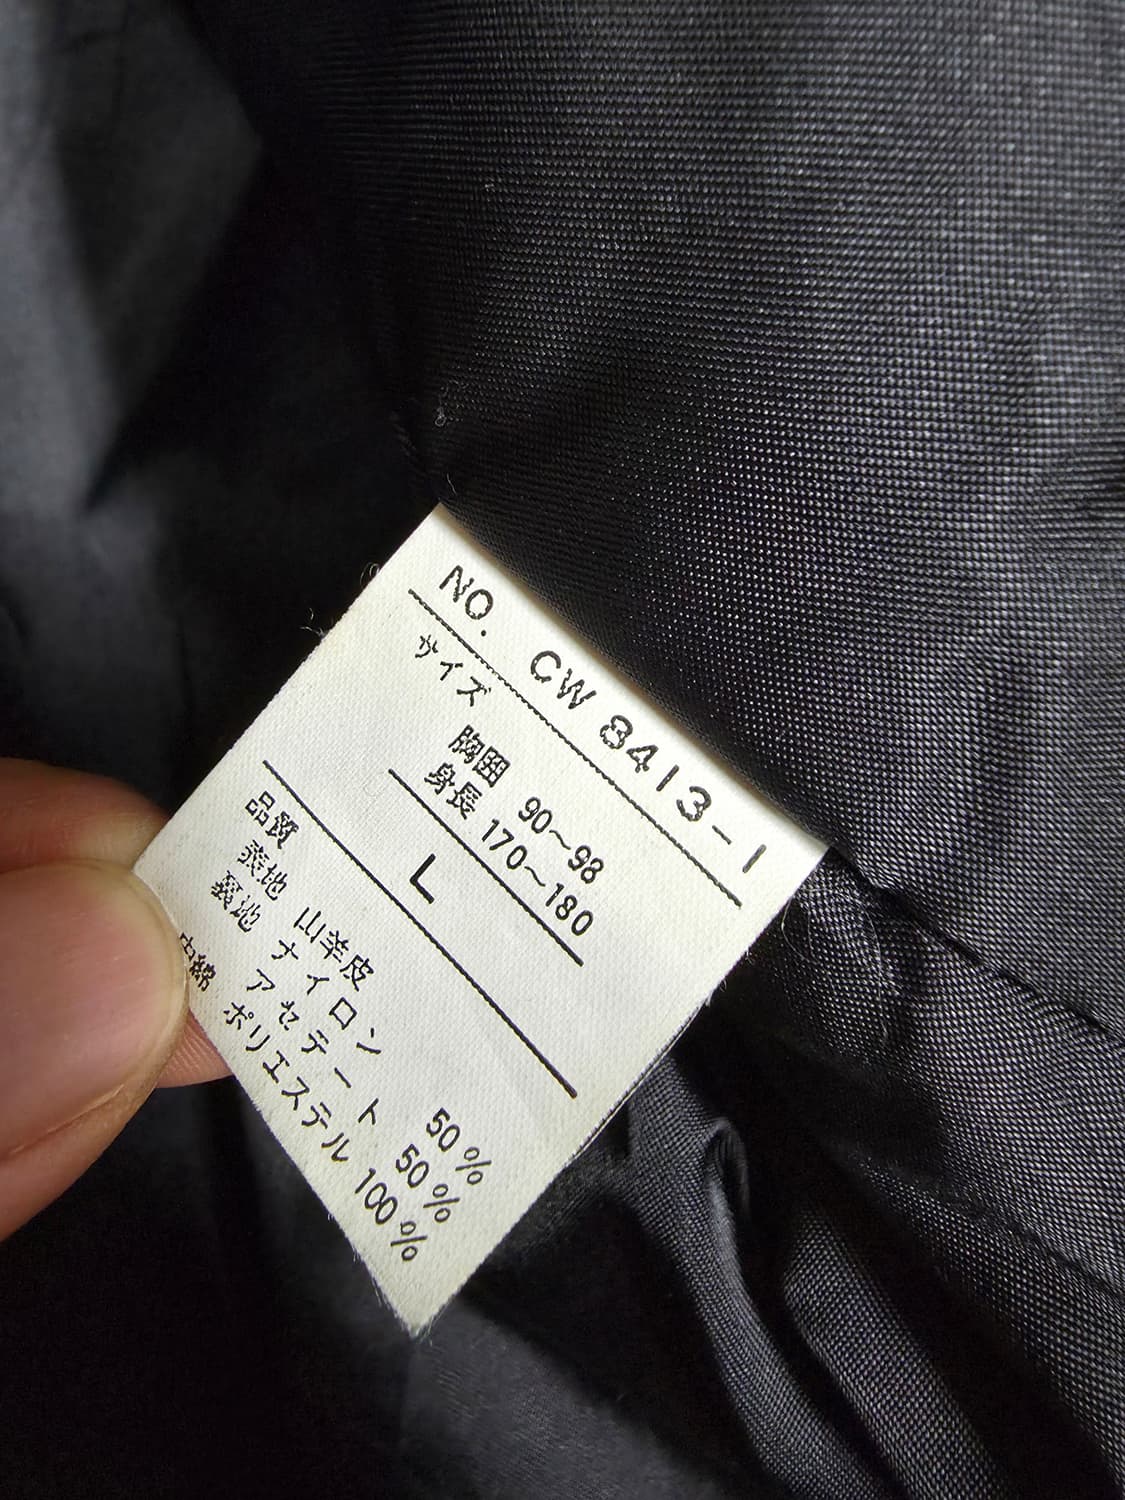 NO. CW 8413-1
サイズ
胸囲 90~98
身長 170~180
L
品質
表地 山羊皮
裏地 ナイロン 50%
アセテート 50%
中綿 ポリエステル 100%